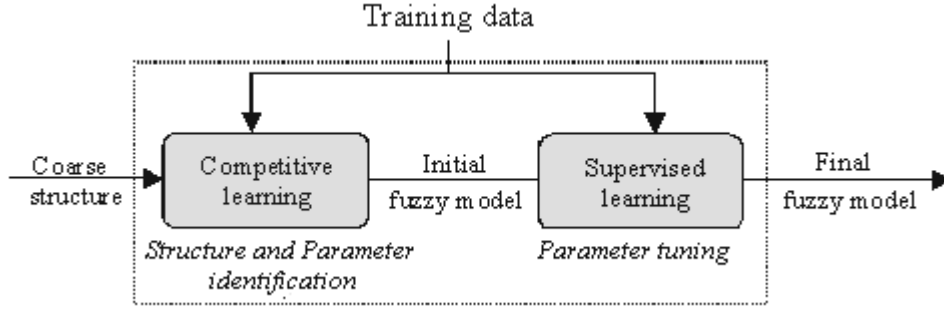 Training data
Coarse
structure
Competitive
learning
Initial
fuzzy model
Supervised
learning
Final
fuzzy model
Structure and Parameter
identification
Parameter tuning